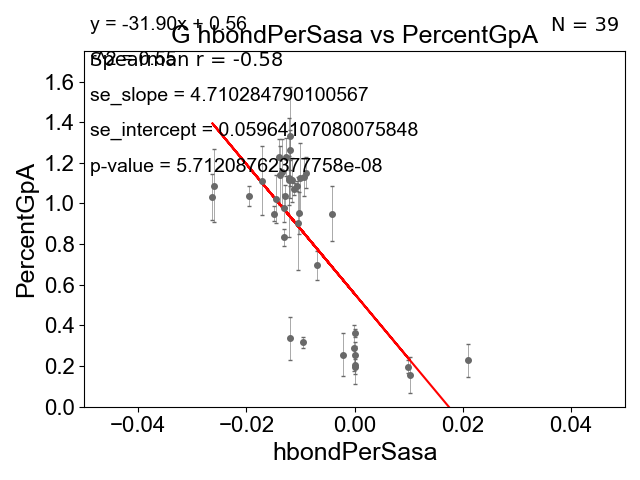 y = -31.90x + 0.56
N = 39
G hbondPerSasa vs PercentGpA
Spearman r = -0.58
se_slope = 4.710284790100567
se_intercept = 0.05964107080075848
p-value = 5.71208762377758e-08
PercentGpA
1.6
1.4
1.2
1.0
0.8
0.6
0.4
0.2
0.0
−0.04 −0.02 0.00 0.02 0.04
hbondPerSasa